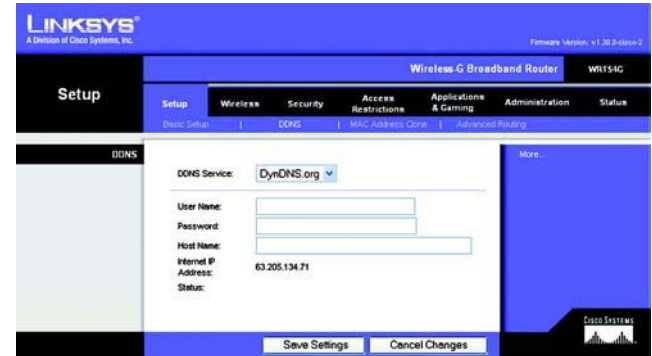 LINKSYS®
A Division of Cisco Systems, Inc.
Firmware Version: v1.30.8-cisco-2
Wireless-G Broadband Router WRT54G
Setup
Setup Wireless Security Access Restrictions Applications & Gaming Administration Status
Basic Setup | DDNS | MAC Address Clone | Advanced Routing
DDNS
More...
DDNS Service: DynDNS.org
User Name:
Password:
Host Name:
Internet IP Address: 63.205.134.71
Status:
CISCO SYSTEMS
Save Settings Cancel Changes